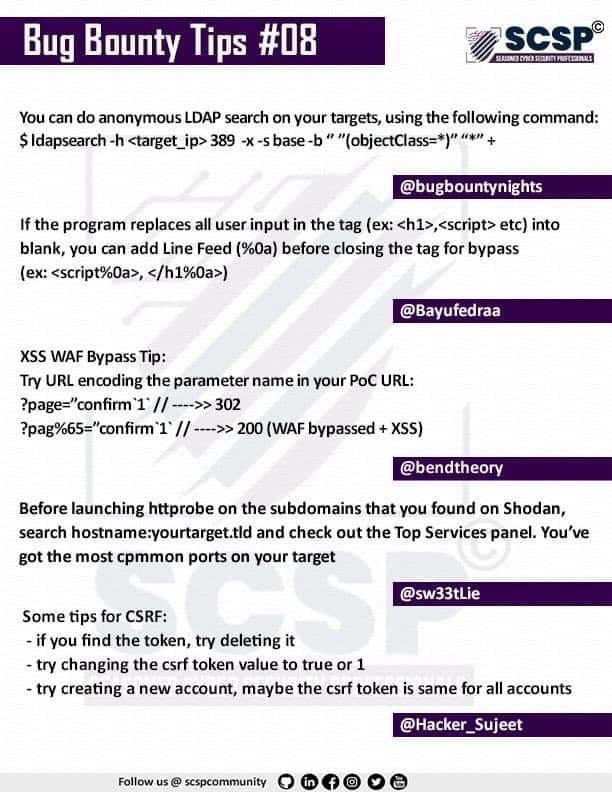 Bug Bounty Tips #08
SCSP©
SEASONED CYBER SECURITY PROFESSIONALS
You can do anonymous LDAP search on your targets, using the following command:
$ ldapsearch -h <target_ip> 389 -x -s base -b ‘’ ”(objectClass=*)” “*” +
@bugbountynights
If the program replaces all user input in the tag (ex: <h1>,<script> etc) into
blank, you can add Line Feed (%0a) before closing the tag for bypass
(ex: <script%0a>, </h1%0a>)
@Bayufedraa
XSS WAF Bypass Tip:
Try URL encoding the parameter name in your PoC URL:
?page=”confirm`1` // ---->> 302
?pag%65=”confirm`1` // ---->> 200 (WAF bypassed + XSS)
@bendtheory
Before launching httprobe on the subdomains that you found on Shodan,
search hostname:yourtarget.tld and check out the Top Services panel. You’ve
got the most cpmmon ports on your target
@sw33tLie
Some tips for CSRF:
- if you find the token, try deleting it
- try changing the csrf token value to true or 1
- try creating a new account, maybe the csrf token is same for all accounts
@Hacker_Sujeet
SCSP©
SEASONED CYBER SECURITY PROFESSIONALS
Follow us @ scspcommunity